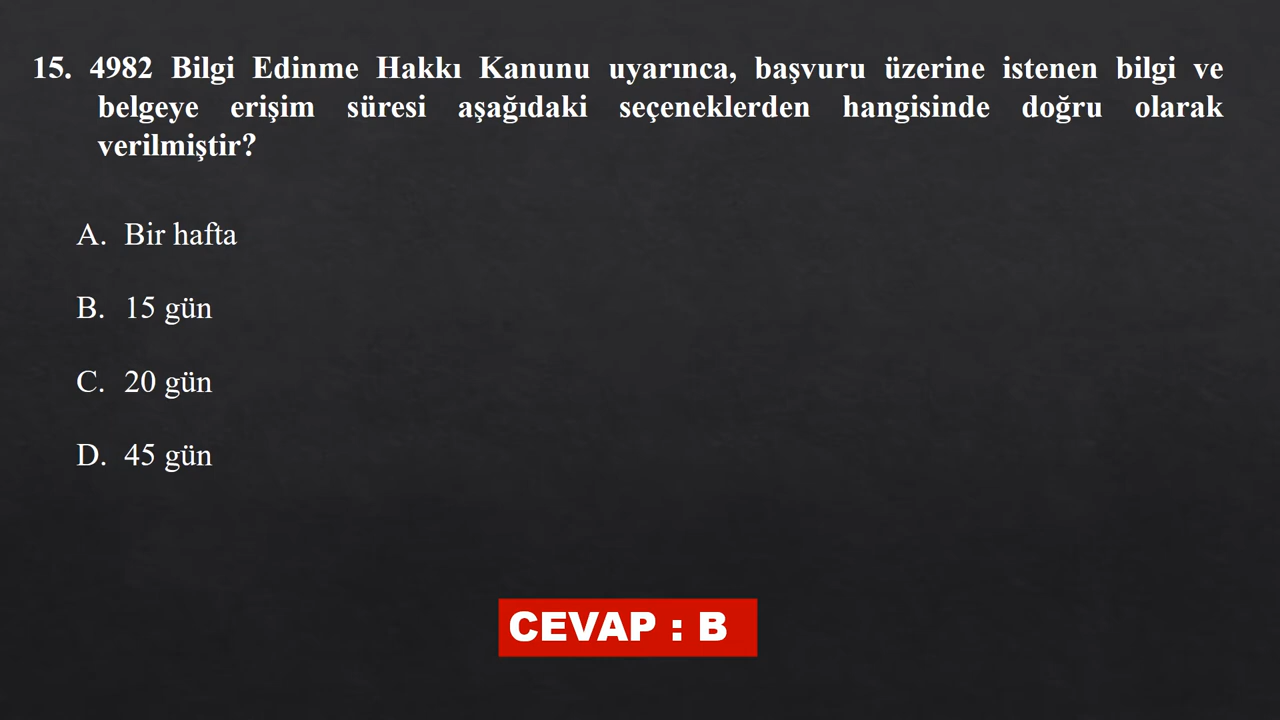 15. 4982 Bilgi Edinme Hakkı Kanunu uyarınca, başvuru üzerine istenen bilgi ve
belgeye erişim süresi aşağıdaki seçeneklerden hangisinde doğru olarak
verilmiştir?
A. Bir hafta
B. 15 gün
C. 20 gün
D. 45 gün
CEVAP : B